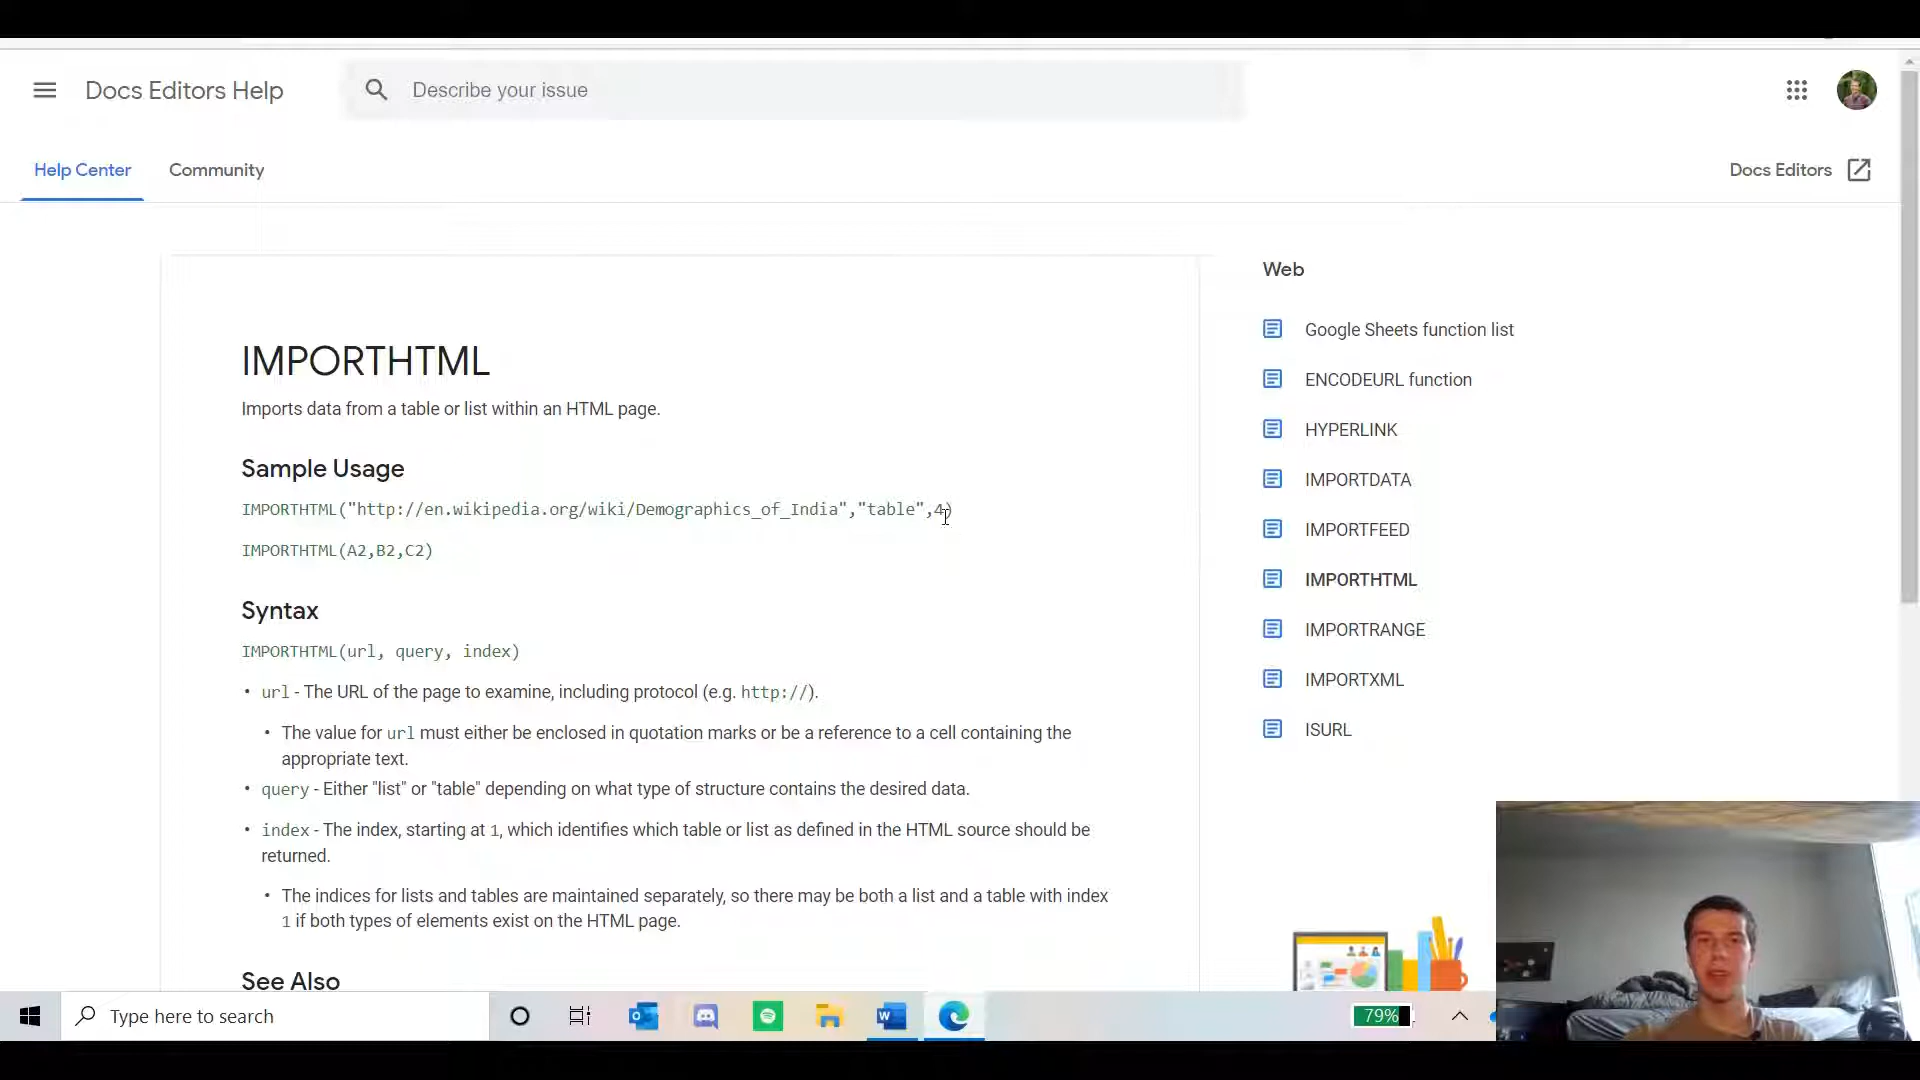 Docs Editors Help
Describe your issue
Help Center
Community
Docs Editors
IMPORTHTML
Imports data from a table or list within an HTML page.
Sample Usage
IMPORTHTML("http://en.wikipedia.org/wiki/Demographics_of_India","table",4)
IMPORTHTML(A2,B2,C2)
Syntax
IMPORTHTML(url, query, index)
• url - The URL of the page to examine, including protocol (e.g. http://).
• The value for url must either be enclosed in quotation marks or be a reference to a cell containing the
appropriate text.
• query - Either "list" or "table" depending on what type of structure contains the desired data.
• index - The index, starting at 1, which identifies which table or list as defined in the HTML source should be
returned.
• The indices for lists and tables are maintained separately, so there may be both a list and a table with index
1 if both types of elements exist on the HTML page.
See Also
Web
Google Sheets function list
ENCODEURL function
HYPERLINK
IMPORTDATA
IMPORTFEED
IMPORTHTML
IMPORTRANGE
IMPORTXML
ISURL
Type here to search
79%